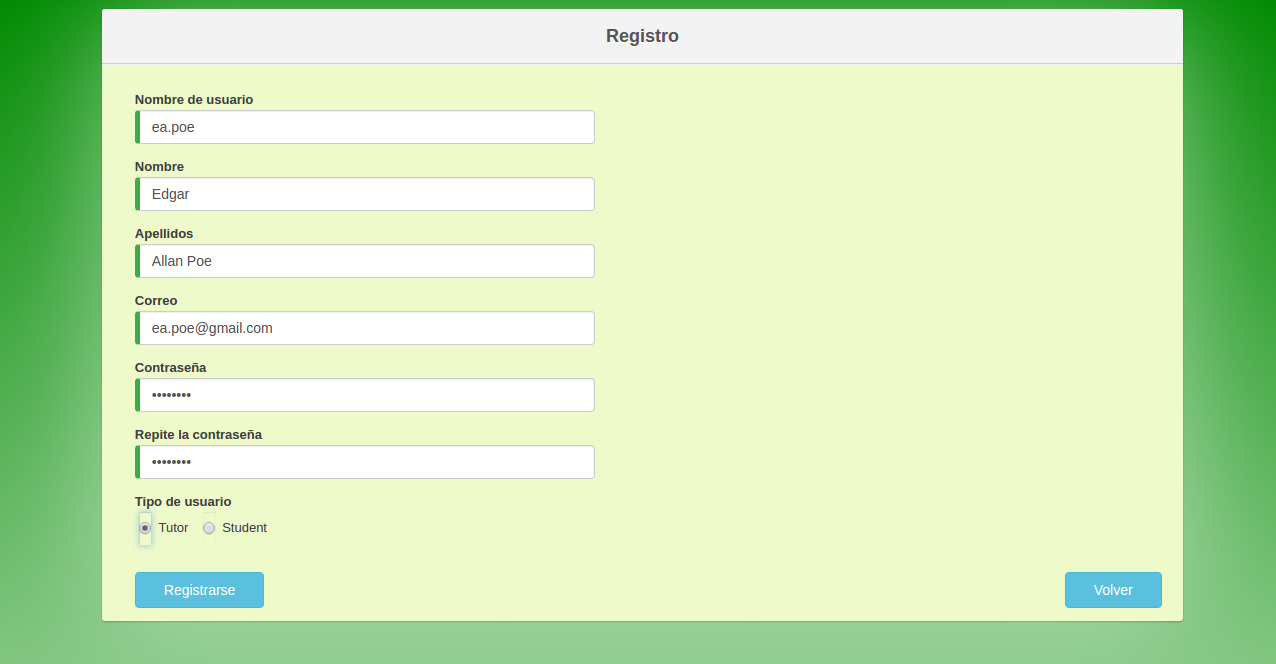 Registro
Nombre de usuario
ea.poe
Nombre
Edgar
Apellidos
Allan Poe
Correo
ea.poe@gmail.com
Contraseña
••••••••
Repite la contraseña
••••••••
Tipo de usuario
Tutor Student
Registrarse Volver